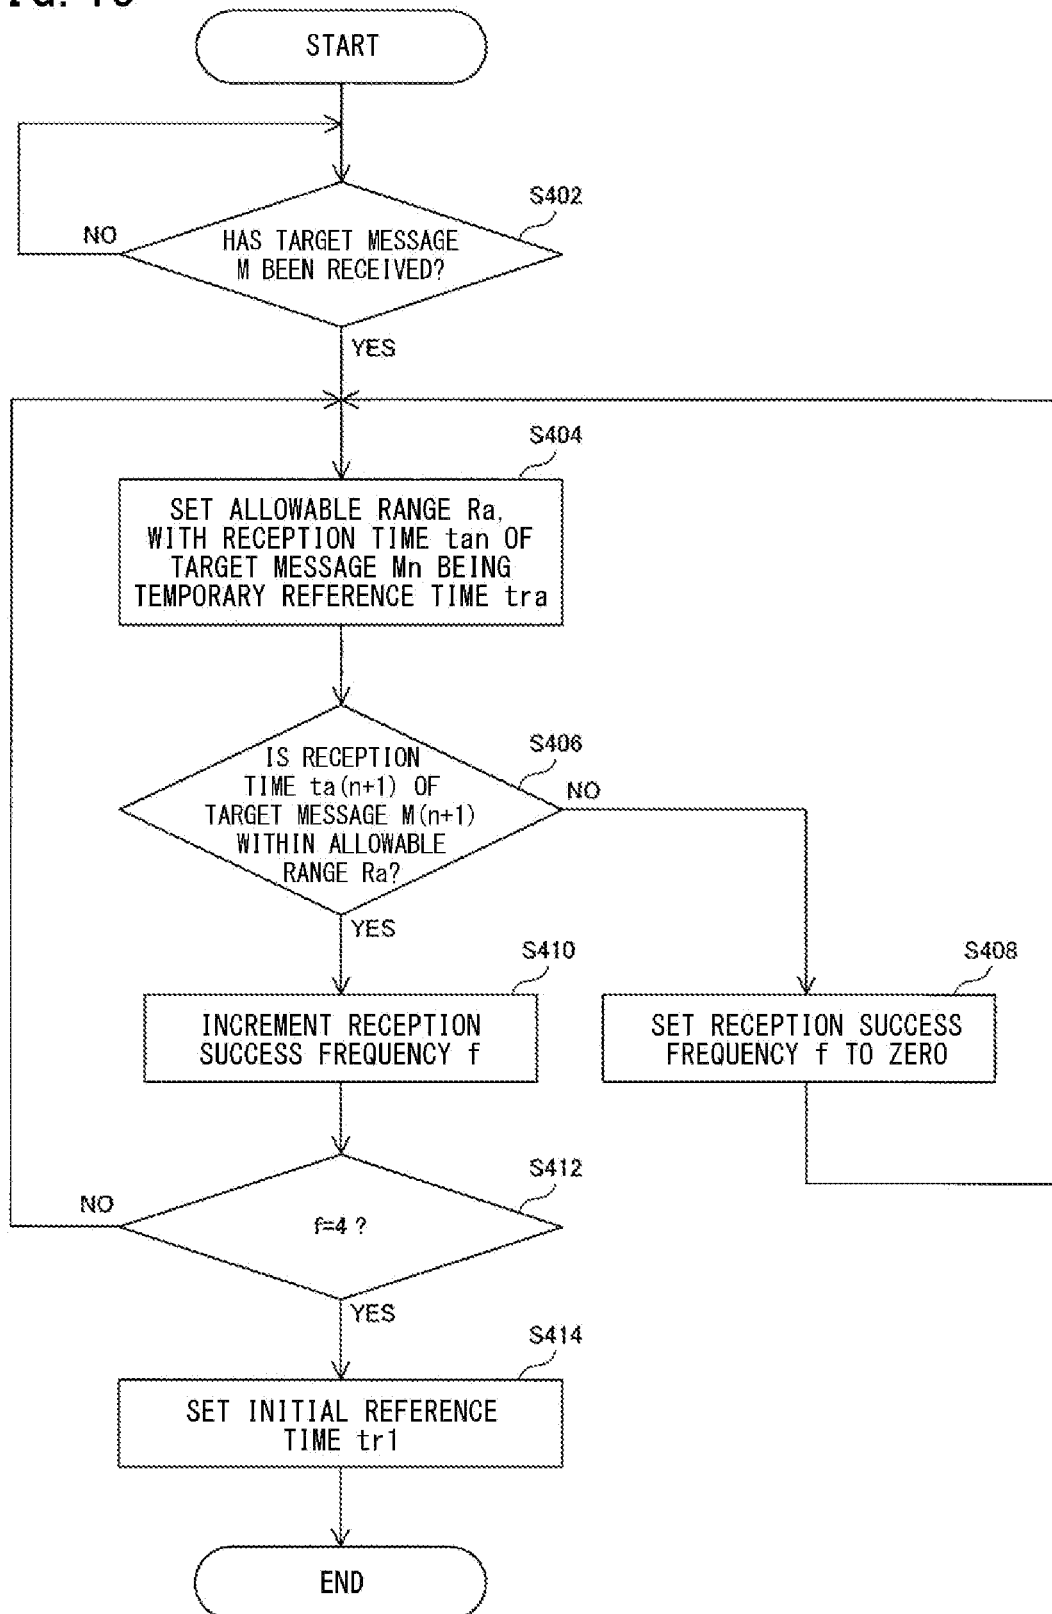 START
S402
NO
HAS TARGET MESSAGE
M BEEN RECEIVED?
YES
S404
SET ALLOWABLE RANGE Ra,
WITH RECEPTION TIME tan OF
TARGET MESSAGE Mn BEING
TEMPORARY REFERENCE TIME tra
S406
IS RECEPTION
TIME ta(n+1) OF
TARGET MESSAGE M(n+1)
WITHIN ALLOWABLE
RANGE Ra?
NO
YES
S410
INCREMENT RECEPTION
SUCCESS FREQUENCY f
S408
SET RECEPTION SUCCESS
FREQUENCY f TO ZERO
S412
NO
f=4 ?
YES
S414
SET INITIAL REFERENCE
TIME tr1
END